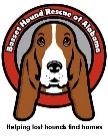 Basset Hound Rescue of Alabama
Helping lost hounds find homes